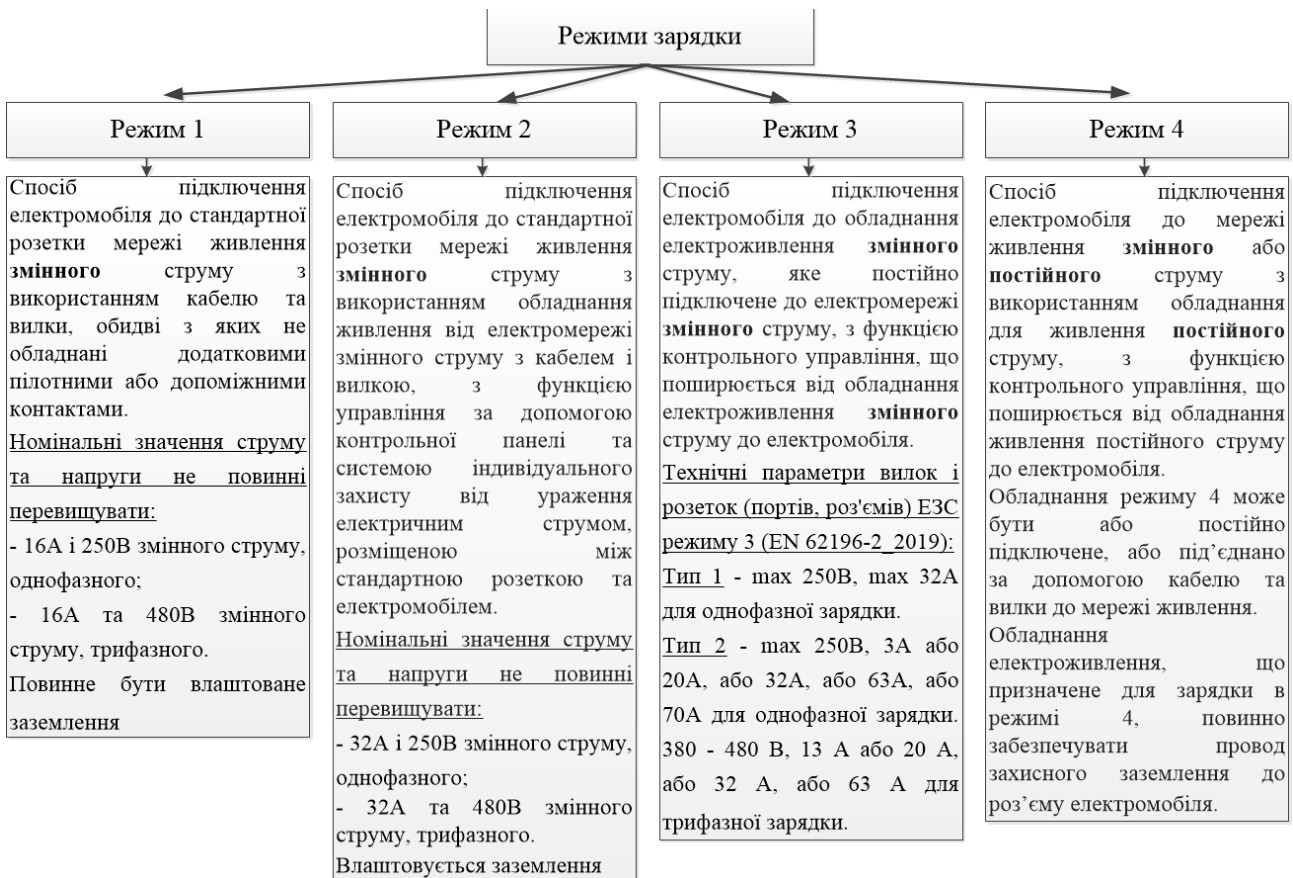 Режими зарядки
Режим 1
Спосіб підключення
електромобіля до стандартної
розетки мережі живлення
змінного струму з
використанням кабелю та
вилки, обидві з яких не
обладнані додатковими
пілотними або допоміжними
контактами.
Номінальні значення струму
та напруги не повинні
перевищувати:
- 16А і 250В змінного струму,
однофазного;
- 16А та 480В змінного
струму, трифазного.
Повинне бути влаштоване
заземлення
Режим 2
Спосіб підключення
електромобіля до стандартної
розетки мережі живлення
змінного струму з
використанням обладнання
живлення від електромережі
змінного струму з кабелем і
вилкою, з функцією
управління за допомогою
контрольної панелі та
системою індивідуального
захисту від ураження
електричним струмом,
розміщеною між
стандартною розеткою та
електромобілем.
Номінальні значення струму
та напруги не повинні
перевищувати:
- 32А і 250В змінного струму,
однофазного;
- 32А та 480В змінного
струму, трифазного.
Влаштовується заземлення
Режим 3
Спосіб підключення
електромобіля до обладнання
електроживлення змінного
струму, яке постійно
підключене до електромережі
змінного струму, з функцією
контрольного управління, що
поширюється від обладнання
електроживлення змінного
струму до електромобіля.
Технічні параметри вилок і
розеток (портів, роз'ємів) ЕЗС
режиму 3 (EN 62196-2_2019):
Тип 1 - max 250В, max 32А
для однофазної зарядки.
Тип 2 - max 250В, 3А або
20А, або 32А, або 63А, або
70А для однофазної зарядки.
380 - 480 В, 13 А або 20 А,
або 32 А, або 63 А для
трифазної зарядки.
Режим 4
Спосіб підключення
електромобіля до мережі
живлення змінного або
постійного струму з
використанням обладнання
для живлення постійного
струму, з функцією
контрольного управління, що
поширюється від обладнання
живлення постійного струму
до електромобіля.
Обладнання режиму 4 може
бути або постійно
підключене, або під’єднано
за допомогою кабелю та
вилки до мережі живлення.
Обладнання
електроживлення, що
призначене для зарядки в
режимі 4, повинно
забезпечувати провод
захисного заземлення до
роз’єму електромобіля.